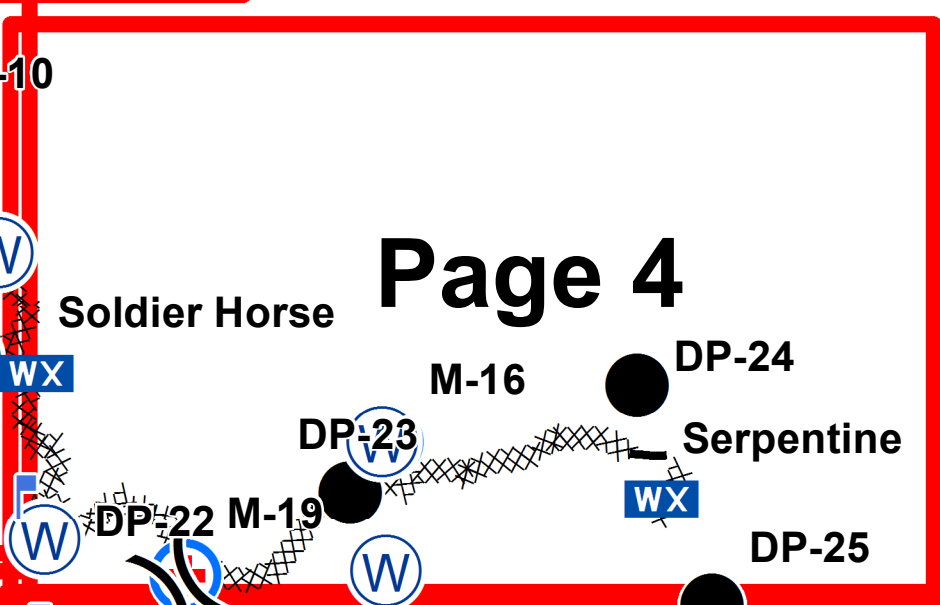 -10
W
Page 4
Soldier Horse
DP-24
WX
M-16
DP-23
W
Serpentine
WX
M-19
DP-22
W
DP-25
W